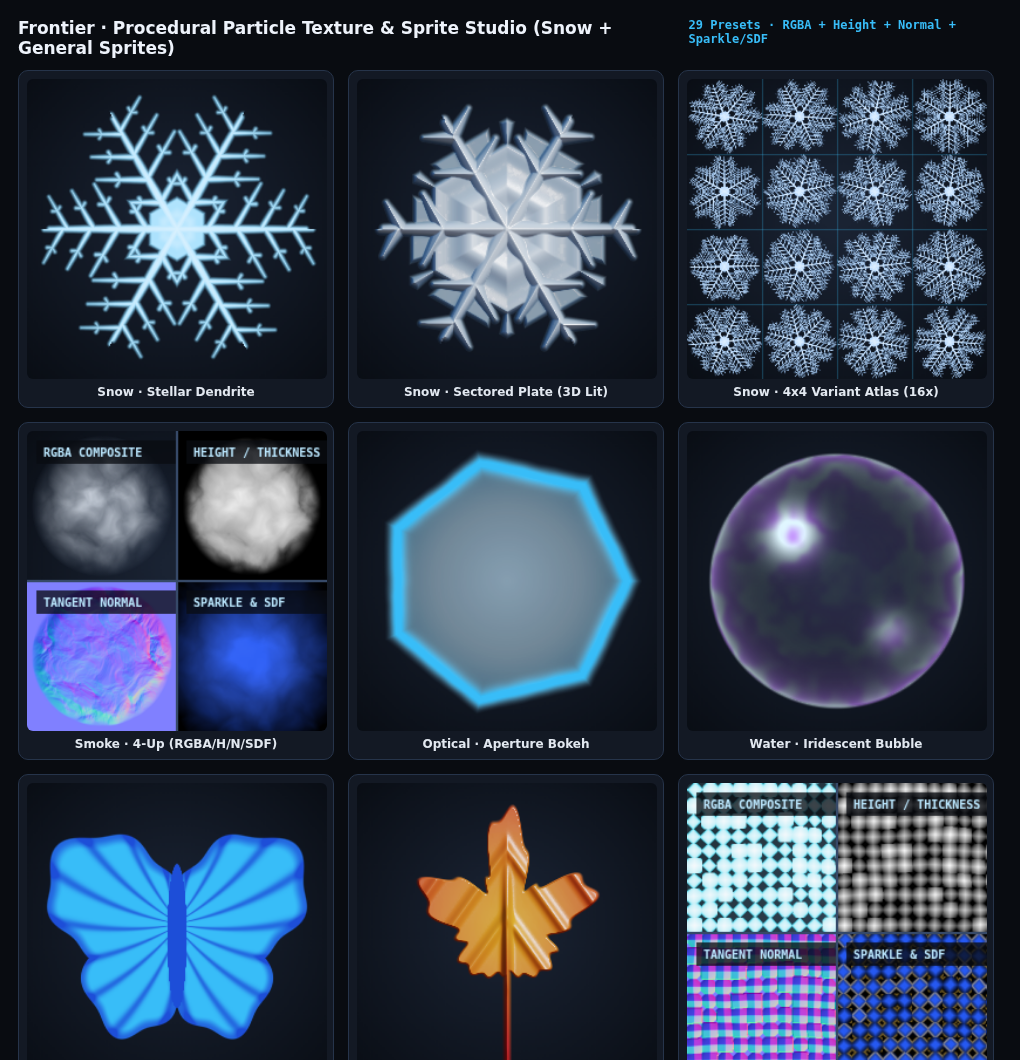 Frontier · Procedural Particle Texture & Sprite Studio (Snow +
General Sprites)
29 Presets · RGBA + Height + Normal +
Sparkle/SDF
Snow · Stellar Dendrite
Snow · Sectored Plate (3D Lit)
Snow · 4x4 Variant Atlas (16x)
RGBA COMPOSITE
HEIGHT / THICKNESS
TANGENT NORMAL
SPARKLE & SDF
Smoke · 4-Up (RGBA/H/N/SDF)
Optical · Aperture Bokeh
Water · Iridescent Bubble
RGBA COMPOSITE
HEIGHT / THICKNESS
TANGENT NORMAL
SPARKLE & SDF